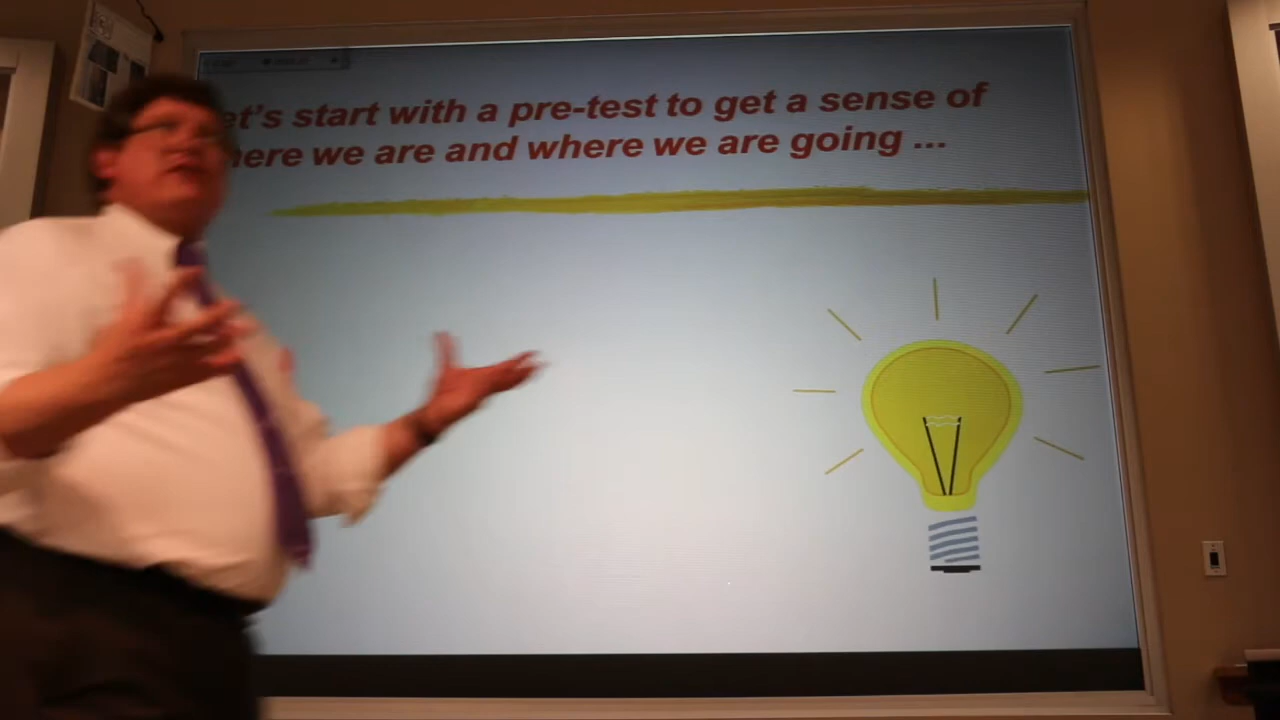 et's start with a pre-test to get a sense of
here we are and where we are going ...